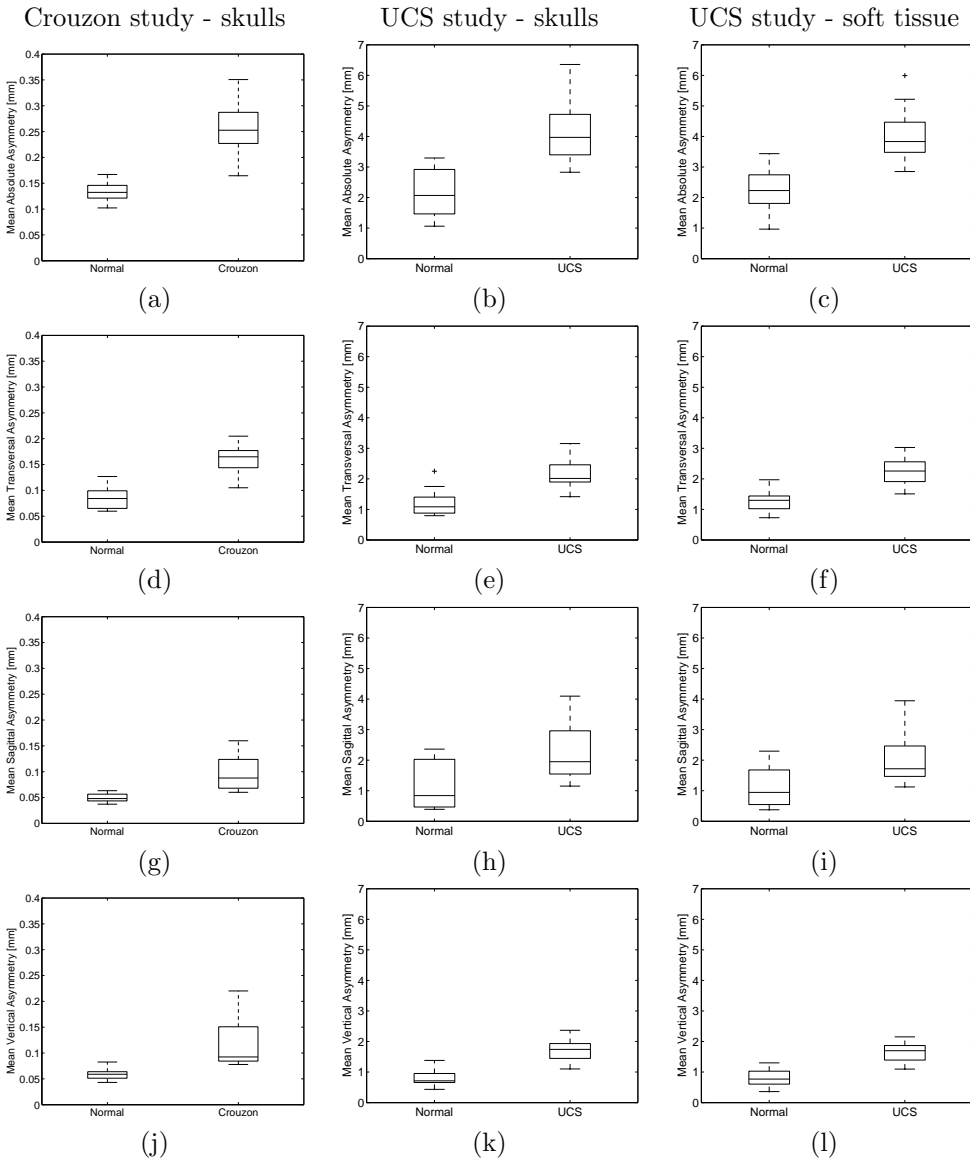 Crouzon study - skulls
UCS study - skulls
UCS study - soft tissue
Mean Absolute Asymmetry [mm]
0.4
0.35
0.3
0.25
0.2
0.15
0.1
0.05
0
Normal
Crouzon
(a)
Mean Absolute Asymmetry [mm]
7
6
5
4
3
2
1
0
Normal
UCS
(b)
Mean Absolute Asymmetry [mm]
7
6
5
4
3
2
1
0
Normal
UCS
(c)
Mean Transversal Asymmetry [mm]
0.4
0.35
0.3
0.25
0.2
0.15
0.1
0.05
0
Normal
Crouzon
(d)
Mean Transversal Asymmetry [mm]
7
6
5
4
3
2
1
0
Normal
UCS
(e)
Mean Transversal Asymmetry [mm]
7
6
5
4
3
2
1
0
Normal
UCS
(f)
Mean Sagittal Asymmetry [mm]
0.4
0.35
0.3
0.25
0.2
0.15
0.1
0.05
0
Normal
Crouzon
(g)
Mean Sagittal Asymmetry [mm]
7
6
5
4
3
2
1
0
Normal
UCS
(h)
Mean Sagittal Asymmetry [mm]
7
6
5
4
3
2
1
0
Normal
UCS
(i)
Mean Vertical Asymmetry [mm]
0.4
0.35
0.3
0.25
0.2
0.15
0.1
0.05
0
Normal
Crouzon
(j)
Mean Vertical Asymmetry [mm]
7
6
5
4
3
2
1
0
Normal
UCS
(k)
Mean Vertical Asymmetry [mm]
7
6
5
4
3
2
1
0
Normal
UCS
(l)